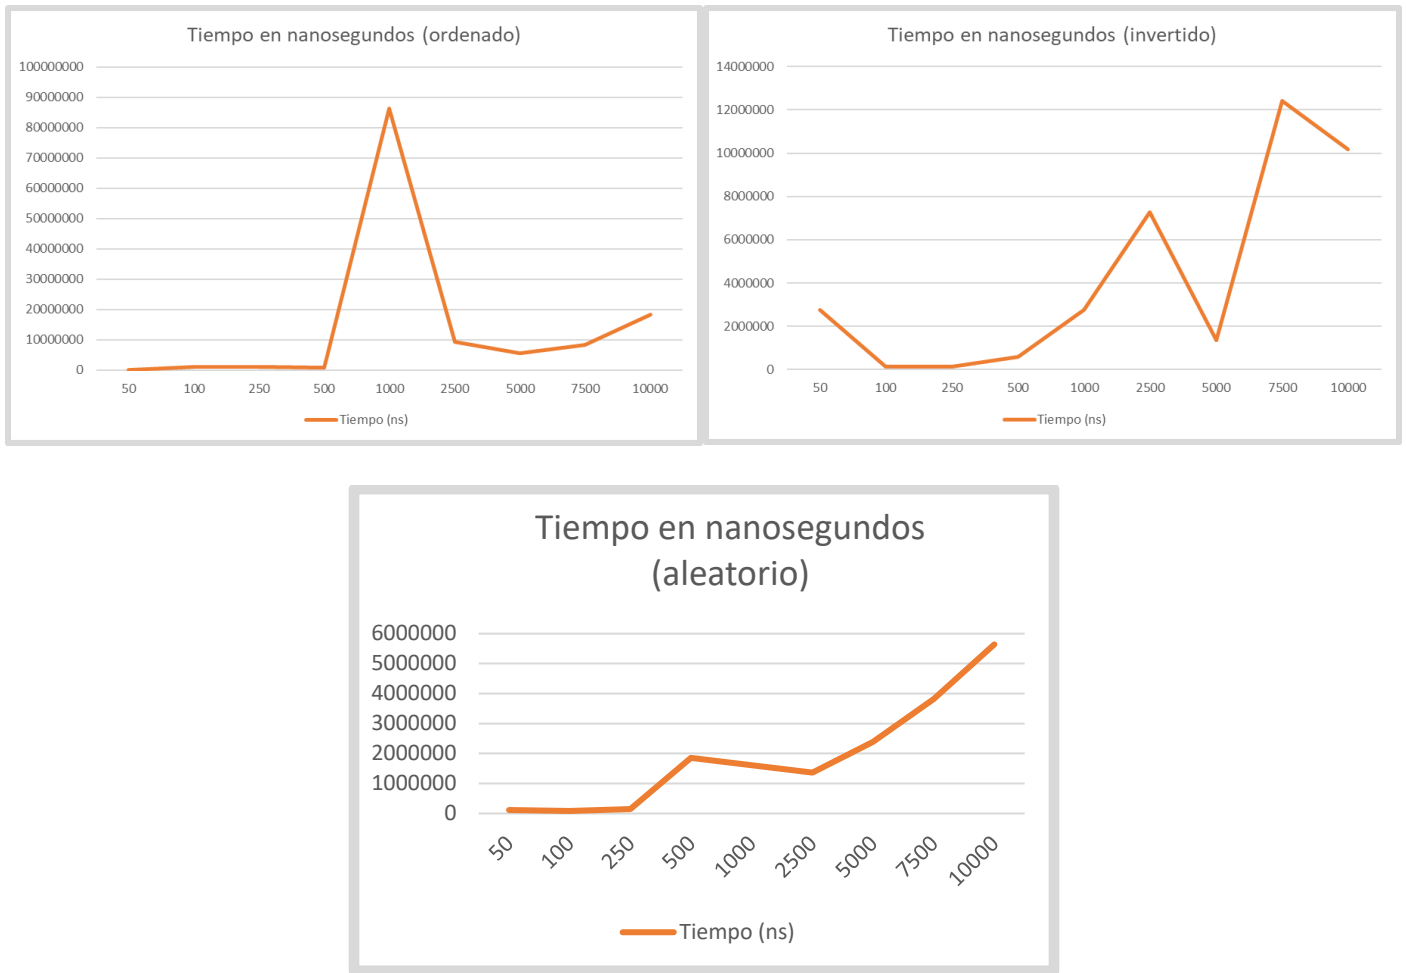 Tiempo en nanosegundos (ordenado)
100000000
90000000
80000000
70000000
60000000
50000000
40000000
30000000
20000000
10000000
0
50 100 250 500 1000 2500 5000 7500 10000
Tiempo (ns)
Tiempo en nanosegundos (invertido)
14000000
12000000
10000000
8000000
6000000
4000000
2000000
0
50 100 250 500 1000 2500 5000 7500 10000
Tiempo (ns)
Tiempo en nanosegundos
(aleatorio)
6000000
5000000
4000000
3000000
2000000
1000000
0
50 100 250 500 1000 2500 5000 7500 10000
Tiempo (ns)